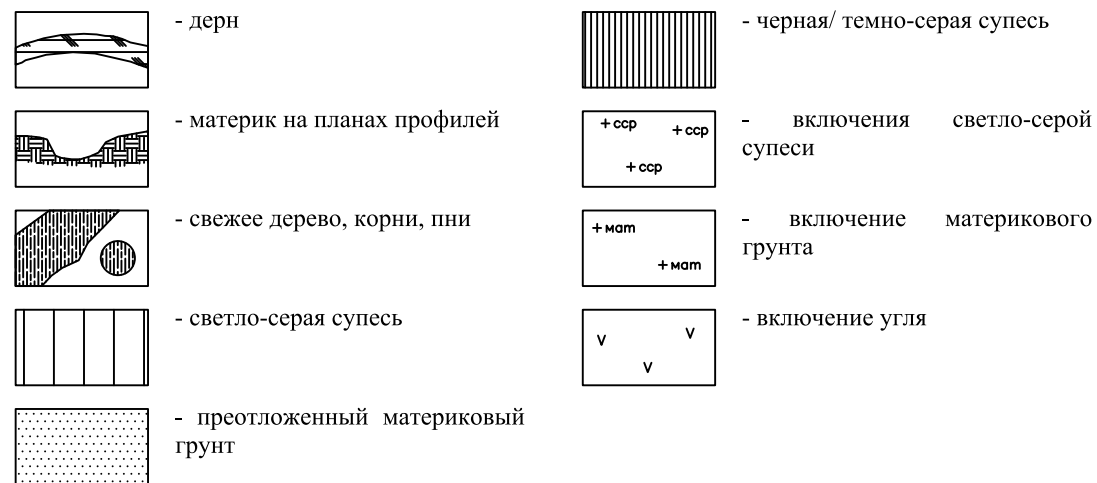 - дерн
- материк на планах профилей
- свежее дерево, корни, пни
- светло-серая супесь
- преотложенный материковый
грунт
- черная/ темно-серая супесь
+ сср
+ сср
+ сср
- включения светло-серой
супеси
+ мат
+ мат
- включение материкового
грунта
v
v
v
- включение угля